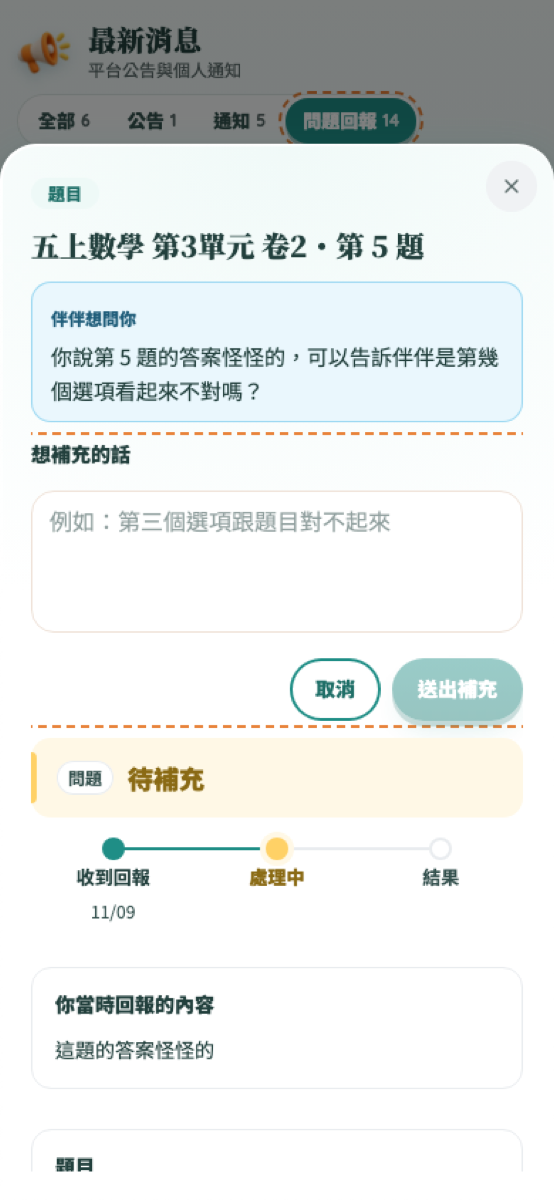 最新消息
平台公告與個人通知
全部 6 公告 1 通知 5 問題回報 14
題目
五上數學 第3單元 卷2・第 5 題
伴伴想問你
你說第 5 題的答案怪怪的，可以告訴伴伴是第幾
個選項看起來不對嗎？
想補充的話
例如：第三個選項跟題目對不起來
取消 送出補充
問題 待補充
收到回報 處理中 結果
11/09
你當時回報的內容
這題的答案怪怪的
題目